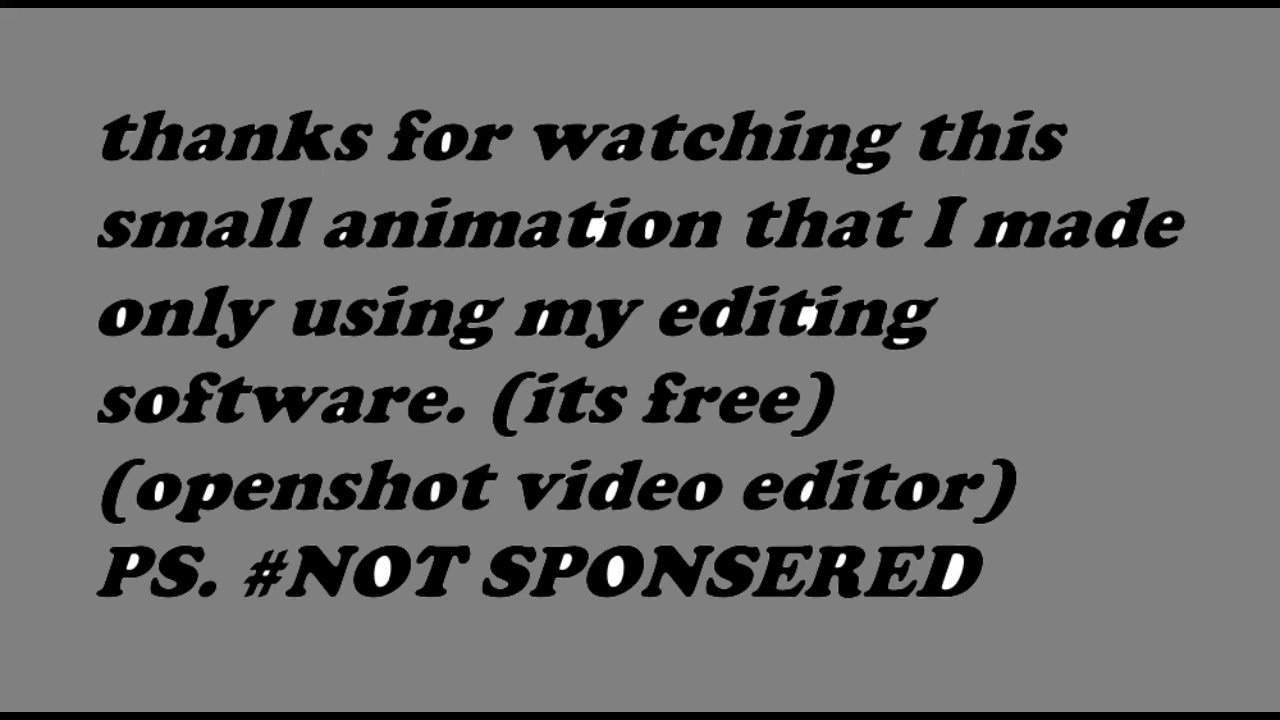 thanks for watching this
small animation that I made
only using my editing
software. (its free)
(openshot video editor)
PS. #NOT SPONSERED